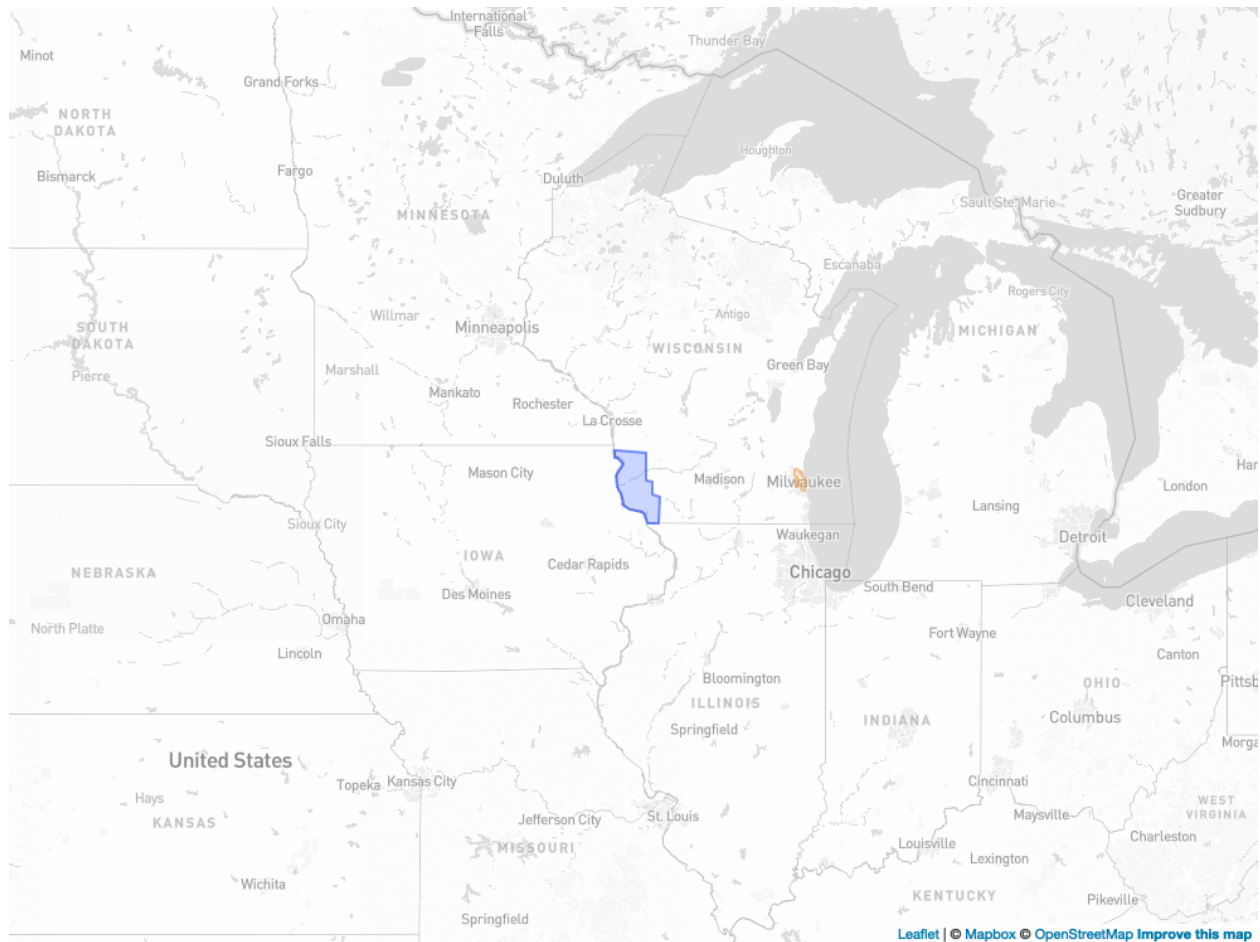 International
Falls
Thunder Bay
Minot
Grand Forks
NORTH
DAKOTA
Houghton
Bismarck
Fargo
Duluth
Sault Ste. Marie
Greater
Sudbury
MINNESOTA
Escanaba
Rogers City
Willmar
Antigo
SOUTH
DAKOTA
Minneapolis
MICHIGAN
WISCONSIN
Green Bay
Pierre
Marshall
Mankato
Rochester
La Crosse
Sioux Falls
Mason City
Madison
Milwaukee
Har
London
Lansing
Sioux City
Waukegan
Detroit
IOWA
Cedar Rapids
Chicago
NEBRASKA
Des Moines
South Bend
Cleveland
North Platte
Omaha
Fort Wayne
Lincoln
Canton
Bloomington
OHIO
Pittsb
ILLINOIS
INDIANA
Columbus
Springfield
Morga
United States
Topeka
Kansas City
Cincinnati
Hays
WEST
VIRGINIA
KANSAS
Jefferson City
St. Louis
Maysville
Charleston
MISSOURI
Louisville
Lexington
Wichita
KENTUCKY
Pikeville
Springfield
Leaflet | © Mapbox © OpenStreetMap Improve this map